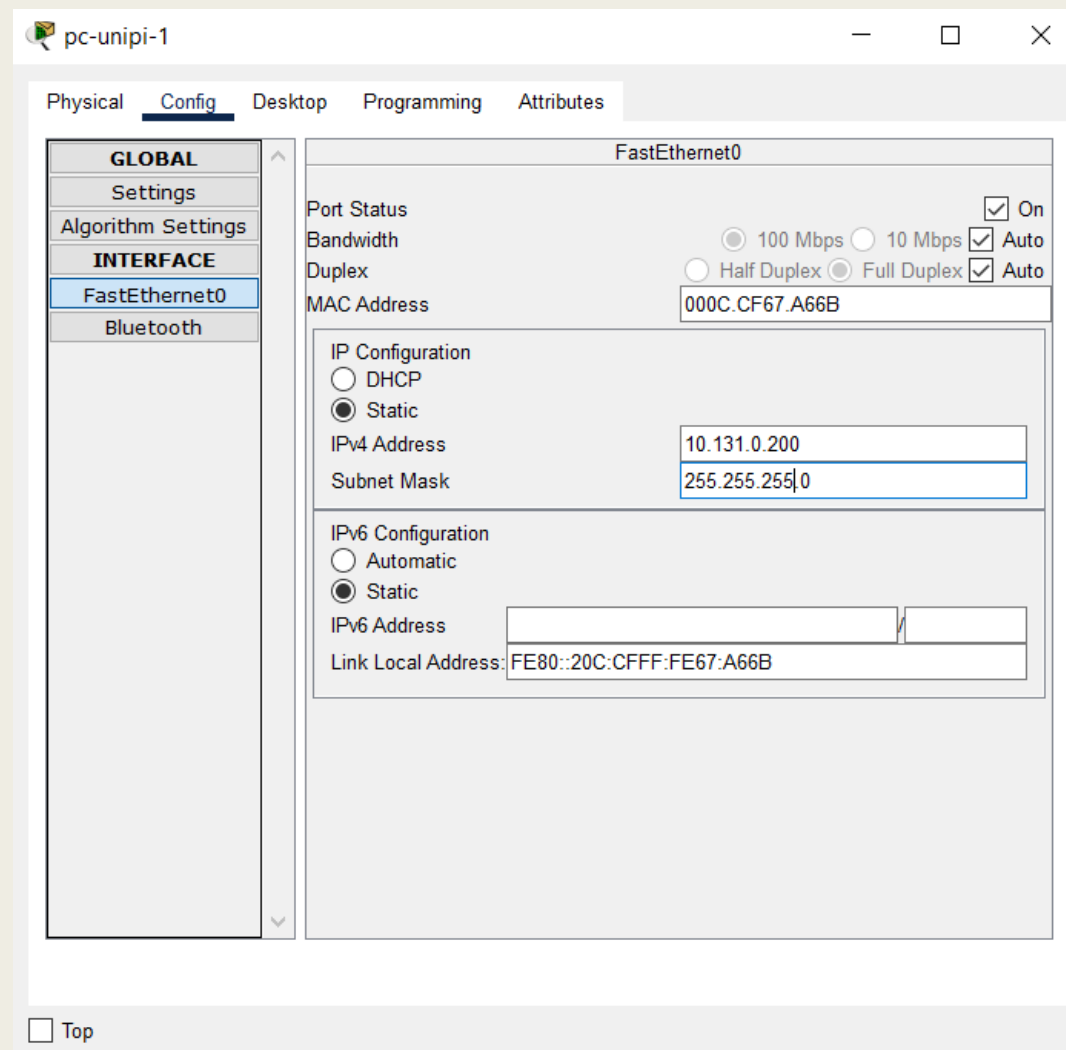 pc-unipi-1
Physical Config Desktop Programming Attributes
GLOBAL
Settings
Algorithm Settings
INTERFACE
FastEthernet0
Bluetooth
FastEthernet0
Port Status On
Bandwidth 100 Mbps 10 Mbps Auto
Duplex Half Duplex Full Duplex Auto
MAC Address 000C.CF67.A66B
IP Configuration
DHCP
Static
IPv4 Address 10.131.0.200
Subnet Mask 255.255.255.0
IPv6 Configuration
Automatic
Static
IPv6 Address /
Link Local Address: FE80::20C:CFFF:FE67:A66B
Top